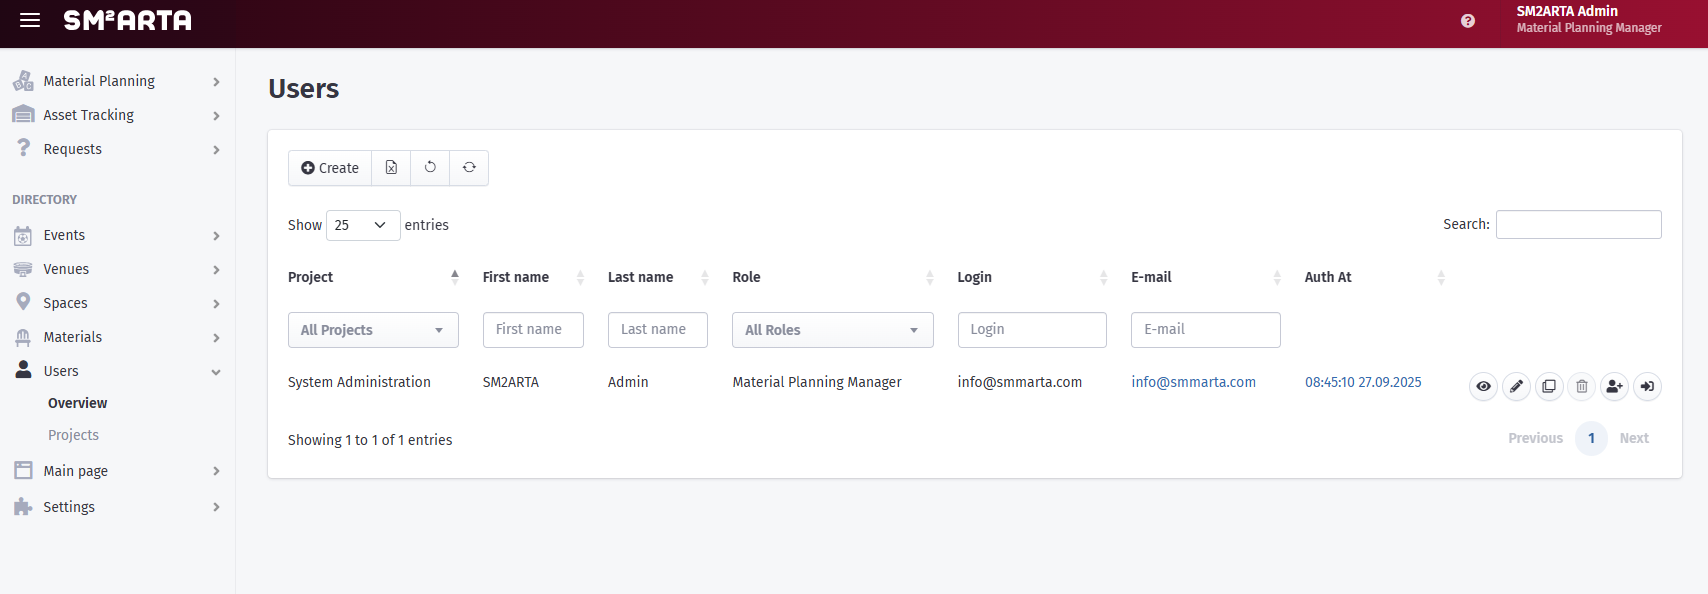 SM²ARTA
?
SM2ARTA Admin
Material Planning Manager
Material Planning
Asset Tracking
Requests
DIRECTORY
Events
Venues
Spaces
Materials
Users
Overview
Projects
Main page
Settings
Users
Create
Show 25 entries
Search:
Project First name Last name Role Login E-mail Auth At
All Projects First name Last name All Roles Login E-mail
System Administration SM2ARTA Admin Material Planning Manager info@smmarta.com info@smmarta.com 08:45:10 27.09.2025
Showing 1 to 1 of 1 entries
Previous 1 Next